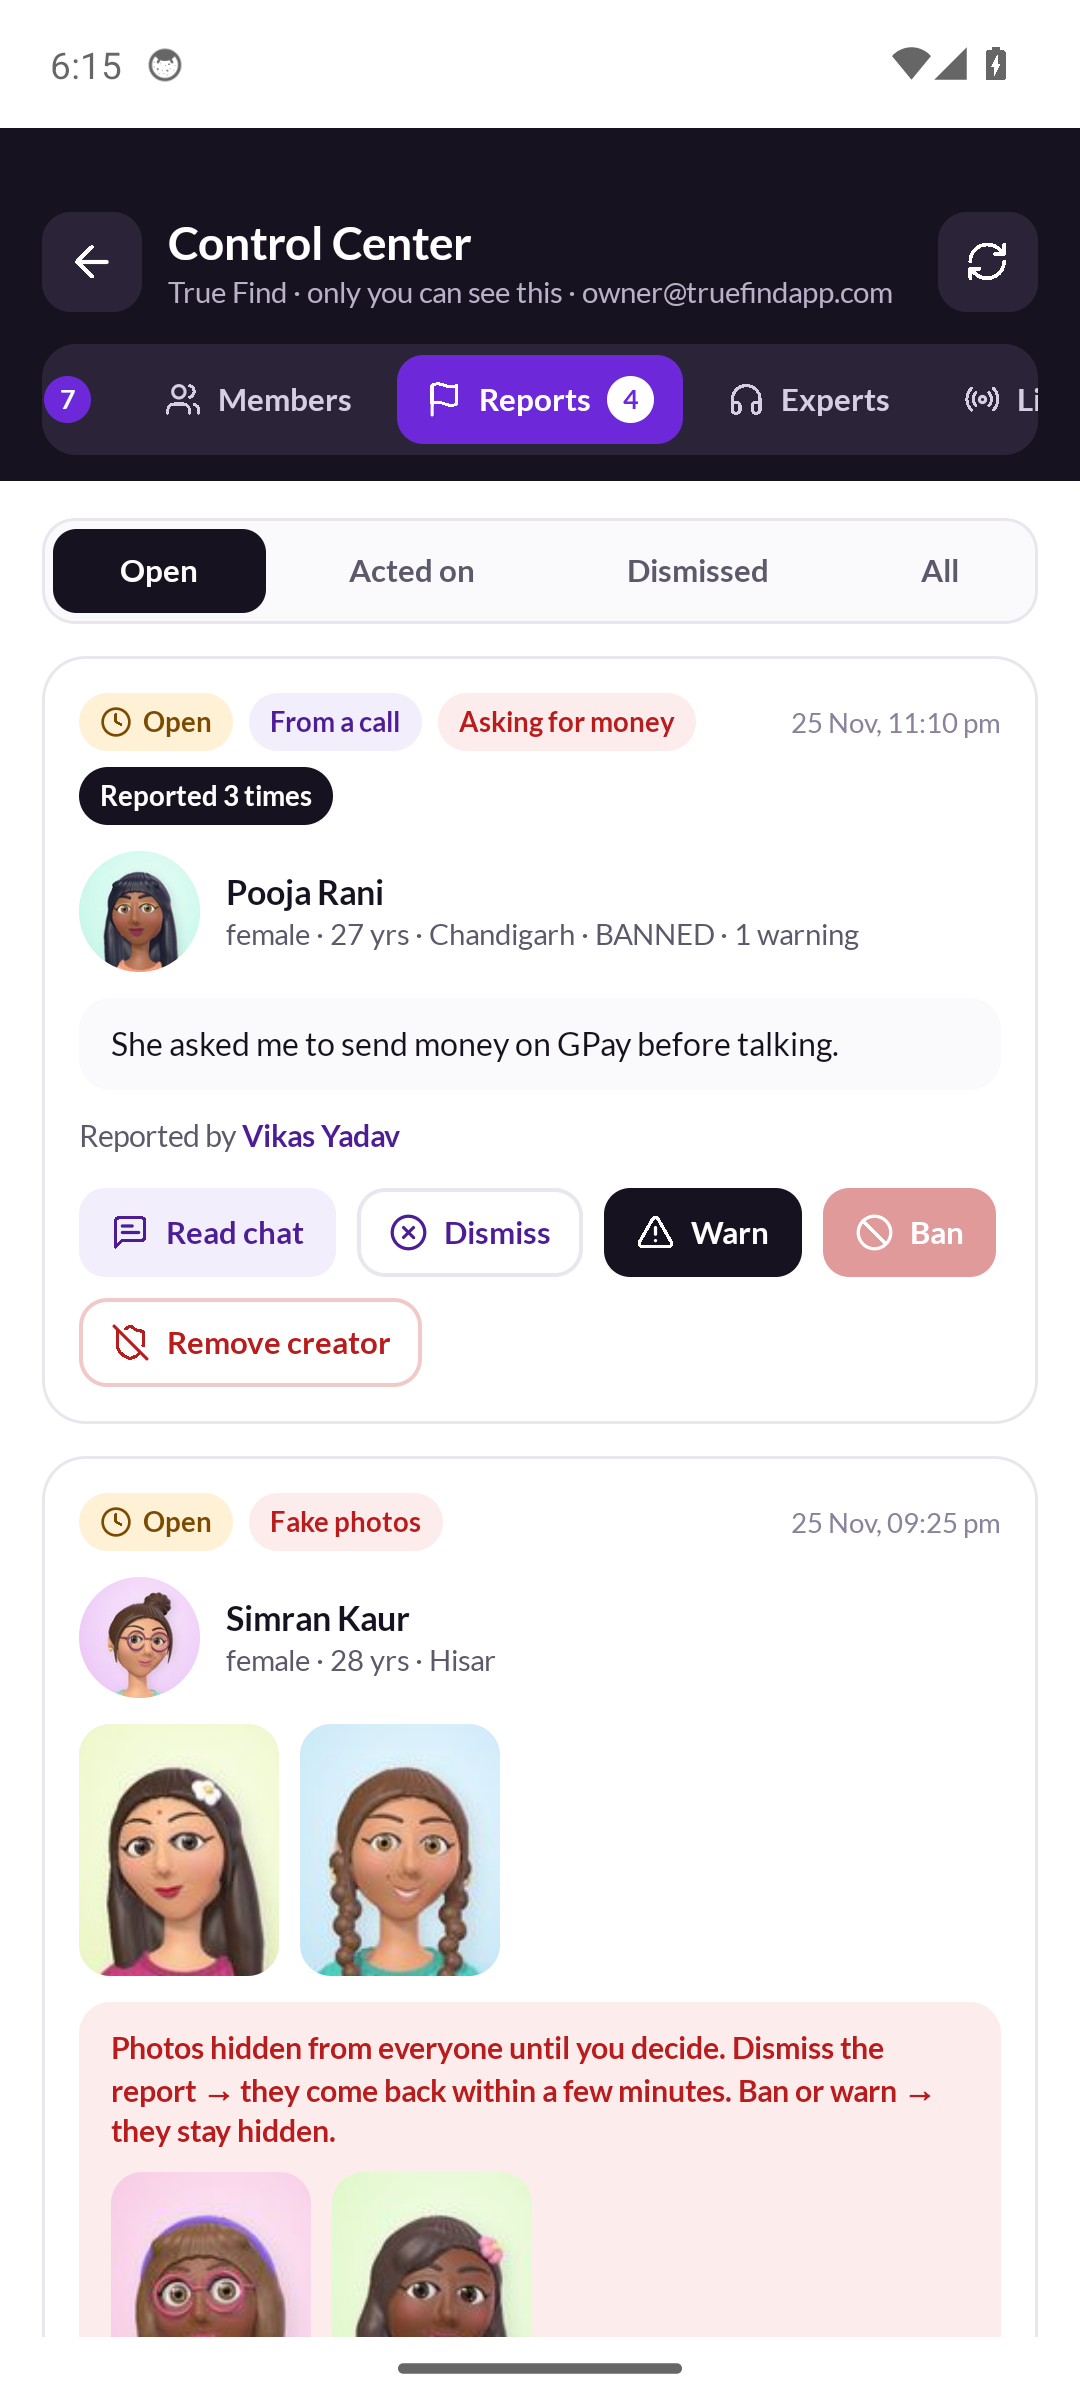 6:15
Control Center
True Find · only you can see this · owner@truefindapp.com
7 Members Reports 4 Experts Li
Open Acted on Dismissed All
Open From a call Asking for money 25 Nov, 11:10 pm
Reported 3 times
Pooja Rani
female · 27 yrs · Chandigarh · BANNED · 1 warning
She asked me to send money on GPay before talking.
Reported by Vikas Yadav
Read chat Dismiss Warn Ban
Remove creator
Open Fake photos 25 Nov, 09:25 pm
Simran Kaur
female · 28 yrs · Hisar
Photos hidden from everyone until you decide. Dismiss the
report → they come back within a few minutes. Ban or warn →
they stay hidden.